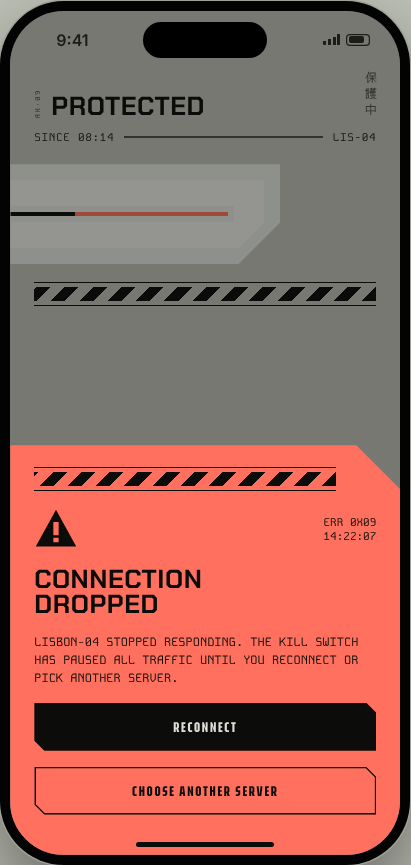 9:41
PROTECTED
保護中
SINCE 08:14
LIS-04
ERR 0X09
14:22:07
CONNECTION
DROPPED
LISBON-04 STOPPED RESPONDING. THE KILL SWITCH
HAS PAUSED ALL TRAFFIC UNTIL YOU RECONNECT OR
PICK ANOTHER SERVER.
RECONNECT
CHOOSE ANOTHER SERVER